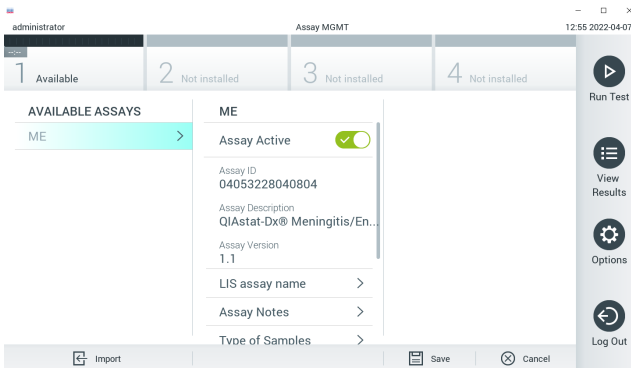 administrator
Assay MGMT
12:55 2022-04-07
--:--
1 Available
2 Not installed
3 Not installed
4 Not installed
AVAILABLE ASSAYS
ME
ME
Assay Active
Assay ID
04053228040804
Assay Description
QIAstat-Dx® Meningitis/En...
Assay Version
1.1
LIS assay name
Assay Notes
Type of Samples
Run Test
View
Results
Options
Log Out
Import
Save
Cancel